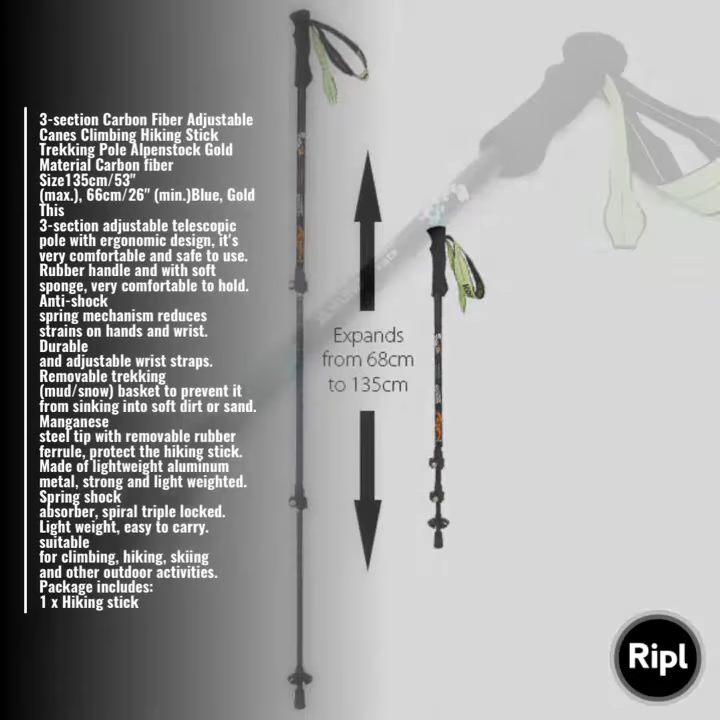 3-section Carbon Fiber Adjustable
Canes Climbing Hiking Stick
Trekking Pole Alpenstock Gold
Material Carbon fiber
Size135cm/53"
(max.), 66cm/26" (min.)Blue, Gold
This
3-section adjustable telescopic
pole with ergonomic design, it's
very comfortable and safe to use.
Rubber handle and with soft
sponge, very comfortable to hold.
Anti-shock
spring mechanism reduces
strains on hands and wrist.
Durable
and adjustable wrist straps.
Removable trekking
(mud/snow) basket to prevent it
from sinking into soft dirt or sand.
Manganese
steel tip with removable rubber
ferrule, protect the hiking stick.
Made of lightweight aluminum
metal, strong and light weighted.
Spring shock
absorber, spiral triple locked.
Light weight, easy to carry.
suitable
for climbing, hiking, skiing
and other outdoor activities.
Package includes:
1 x Hiking stick
Expands
from 68cm
to 135cm
Ripl